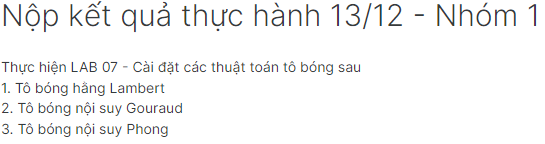 Nộp kết quả thực hành 13/12 - Nhóm 1
Thực hiện LAB 07 - Cài đặt các thuật toán tô bóng sau
1. Tô bóng hằng Lambert
2. Tô bóng nội suy Gouraud
3. Tô bóng nội suy Phong